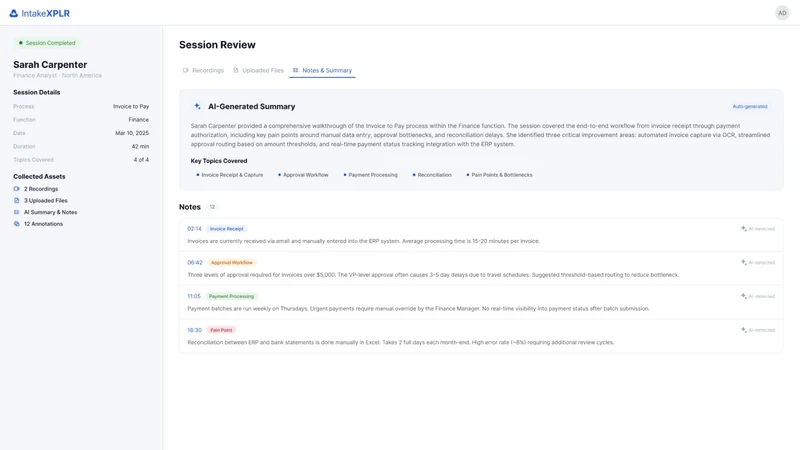 IntakeXPLR
AD
Session Completed
Sarah Carpenter
Finance Analyst · North America
Session Details
Process Invoice to Pay
Function Finance
Date Mar 10, 2025
Duration 42 min
Topics Covered 4 of 4
Collected Assets
2 Recordings
3 Uploaded Files
AI Summary & Notes
12 Annotations
Session Review
Recordings Uploaded Files Notes & Summary
AI-Generated Summary Auto-generated
Sarah Carpenter provided a comprehensive walkthrough of the Invoice to Pay process within the Finance function. The session covered the end-to-end workflow from invoice receipt through payment
authorization, including key pain points around manual data entry, approval bottlenecks, and reconciliation delays. She identified three critical improvement areas: automated invoice capture via OCR, streamlined
approval routing based on amount thresholds, and real-time payment status tracking integration with the ERP system.
Key Topics Covered
Invoice Receipt & Capture Approval Workflow Payment Processing Reconciliation Pain Points & Bottlenecks
Notes 12
02:14 Invoice Receipt AI-detected
Invoices are currently received via email and manually entered into the ERP system. Average processing time is 15-20 minutes per invoice.
06:42 Approval Workflow AI-detected
Three levels of approval required for invoices over $5,000. The VP-level approval often causes 3-5 day delays due to travel schedules. Suggested threshold-based routing to reduce bottleneck.
11:05 Payment Processing AI-detected
Payment batches are run weekly on Thursdays. Urgent payments require manual override by the Finance Manager. No real-time visibility into payment status after batch submission.
16:30 Pain Point AI-detected
Reconciliation between ERP and bank statements is done manually in Excel. Takes 2 full days each month-end. High error rate (~8%) requiring additional review cycles.